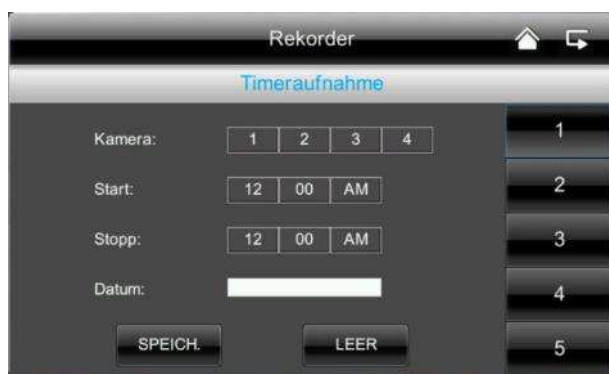 Rekorder
Timeraufnahme
Kamera: 1 2 3 4
Start: 12 00 AM
Stopp: 12 00 AM
Datum:
SPEICH. LEER
1
2
3
4
5